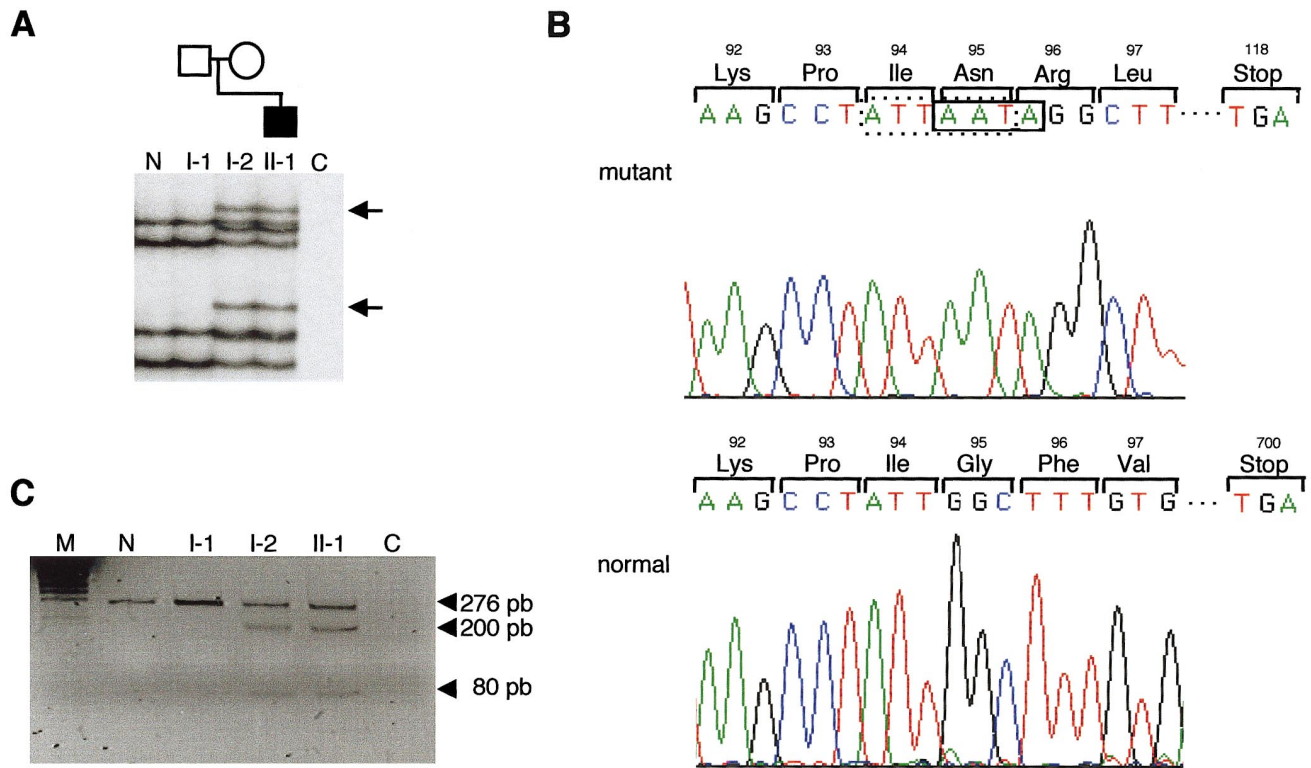 A
N I-1 I-2 II-1 C
B
92 93 94 95 96 97 118
Lys Pro Ile Asn Arg Leu Stop
A A G C C T A T T A A T A G G C T T ···· T G A
mutant
92 93 94 95 96 97 700
Lys Pro Ile Gly Phe Val Stop
A A G C C T A T T G G C T T T G T G ··· T G A
normal
C
M N I-1 I-2 II-1 C
276 pb
200 pb
80 pb